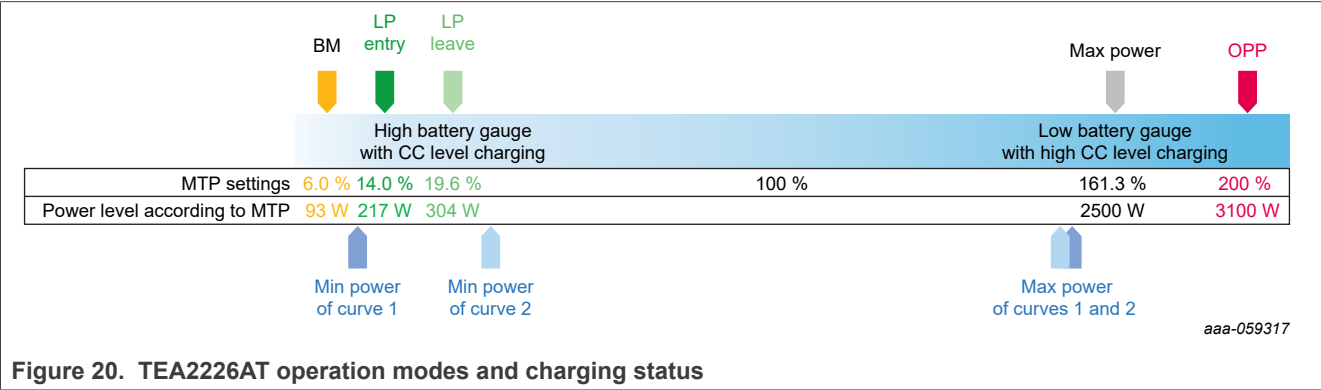 BM
LP
entry
LP
leave
Max power
OPP
High battery gauge
with CC level charging
Low battery gauge
with high CC level charging
MTP settings 6.0 % 14.0 % 19.6 % 100 % 161.3 % 200 %
Power level according to MTP 93 W 217 W 304 W 2500 W 3100 W
Min power
of curve 1
Min power
of curve 2
Max power
of curves 1 and 2
aaa-059317
Figure 20. TEA2226AT operation modes and charging status